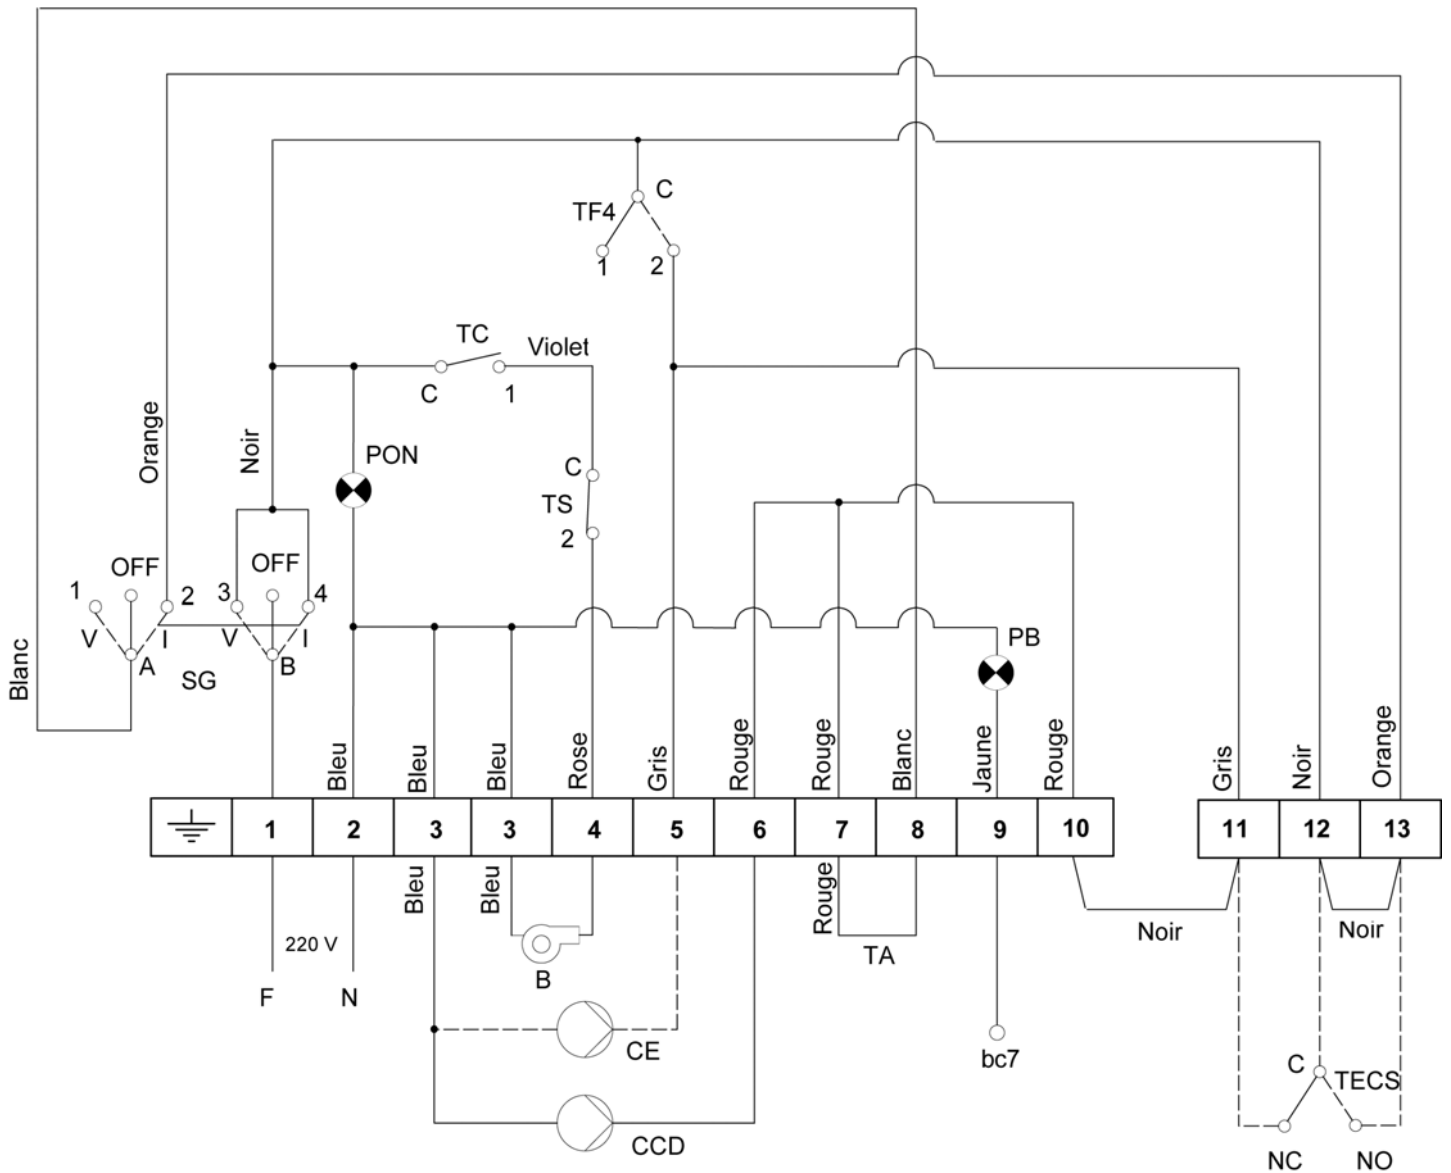 C
TF4
1 2
TC
Violet
C 1
Orange
Noir
PON
C
TS
2
OFF OFF
1 2 3 4
V I V I
A B
SG
PB
Blanc
Bleu Bleu Bleu Rose Gris Rouge Rouge Blanc Jaune Rouge Gris Noir Orange
1 2 3 3 4 5 6 7 8 9 10 11 12 13
Bleu Bleu Rouge
220 V
TA
Noir Noir
B
F N
CE
bc7
C TECS
CCD
NC NO